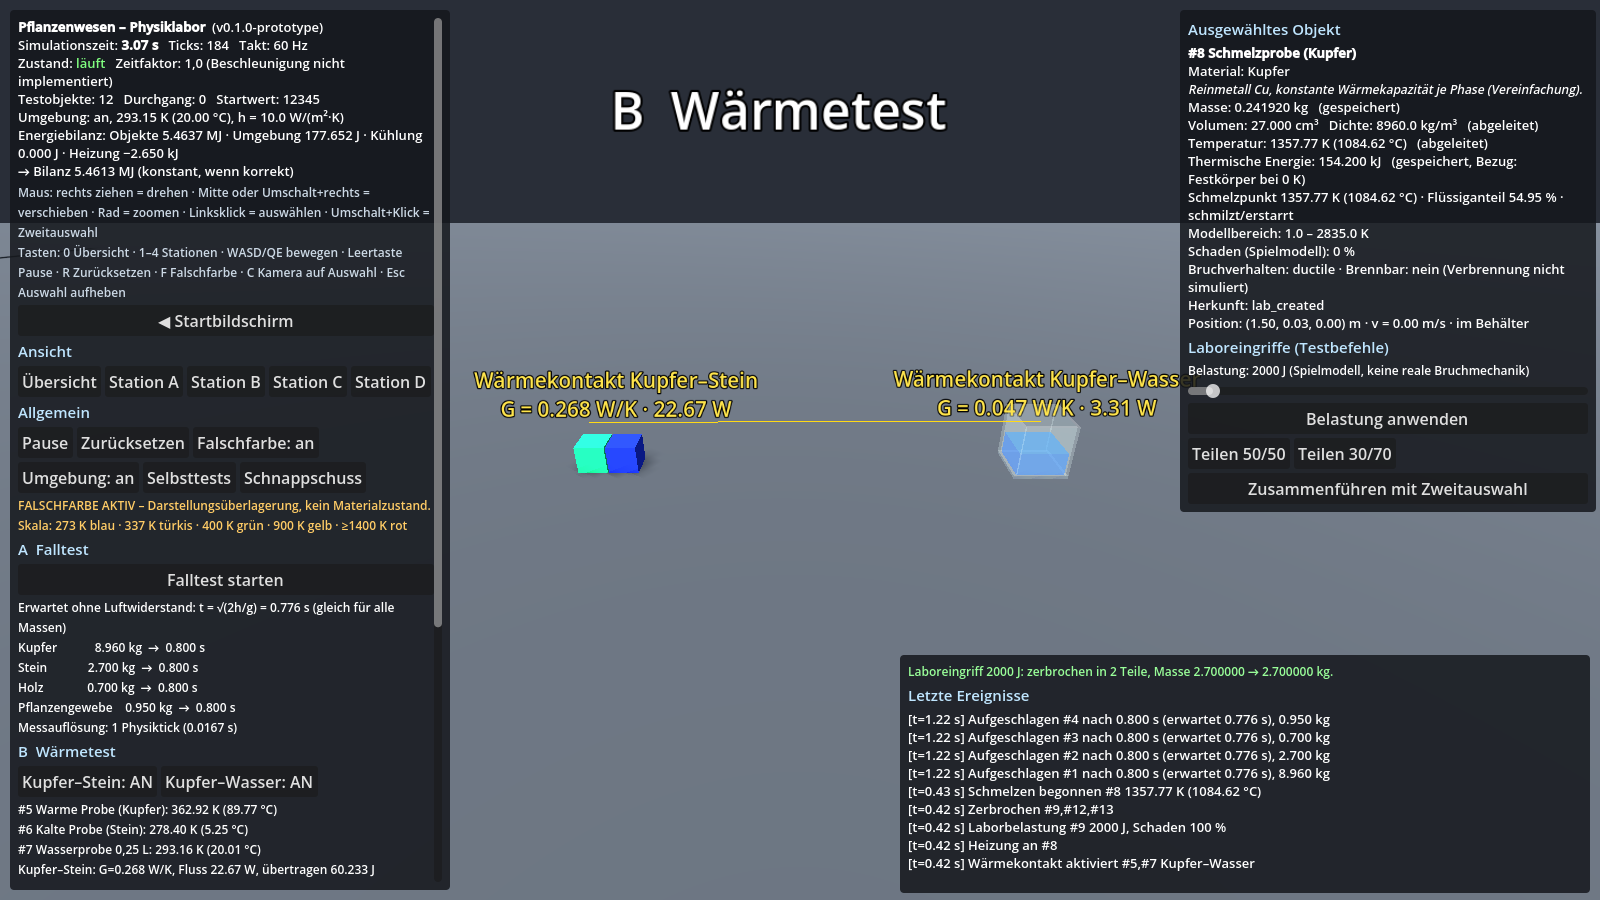 Pflanzenwesen – Physiklabor (v0.1.0-prototype)
Simulationszeit: 3.07 s Ticks: 184 Takt: 60 Hz
Zustand: läuft Zeitfaktor: 1,0 (Beschleunigung nicht
implementiert)
Testobjekte: 12 Durchgang: 0 Startwert: 12345
Umgebung: an, 293.15 K (20.00 °C), h = 10.0 W/(m²·K)
Energiebilanz: Objekte 5.4637 MJ · Umgebung 177.652 J · Kühlung
0.000 J · Heizung −2.650 kJ
→ Bilanz 5.4613 MJ (konstant, wenn korrekt)
Maus: rechts ziehen = drehen · Mitte oder Umschalt+rechts =
verschieben · Rad = zoomen · Linksklick = auswählen · Umschalt+Klick =
Zweitauswahl
Tasten: 0 Übersicht · 1–4 Stationen · WASD/QE bewegen · Leertaste
Pause · R Zurücksetzen · F Falschfarbe · C Kamera auf Auswahl · Esc
Auswahl aufheben
◀ Startbildschirm
Ansicht
Übersicht Station A Station B Station C Station D
Allgemein
Pause Zurücksetzen Falschfarbe: an
Umgebung: an Selbsttests Schnappschuss
FALSCHFARBE AKTIV – Darstellungsüberlagerung, kein Materialzustand.
Skala: 273 K blau · 337 K türkis · 400 K grün · 900 K gelb · ≥1400 K rot
A Falltest
Falltest starten
Erwartet ohne Luftwiderstand: t = √(2h/g) = 0.776 s (gleich für alle
Massen)
Kupfer 8.960 kg → 0.800 s
Stein 2.700 kg → 0.800 s
Holz 0.700 kg → 0.800 s
Pflanzengewebe 0.950 kg → 0.800 s
Messauflösung: 1 Physiktick (0.0167 s)
B Wärmetest
Kupfer–Stein: AN Kupfer–Wasser: AN
#5 Warme Probe (Kupfer): 362.92 K (89.77 °C)
#6 Kalte Probe (Stein): 278.40 K (5.25 °C)
#7 Wasserprobe 0,25 L: 293.16 K (20.01 °C)
Kupfer–Stein: G=0.268 W/K, Fluss 22.67 W, übertragen 60.233 J
B Wärmetest
Wärmekontakt Kupfer–Stein
G = 0.268 W/K · 22.67 W
Wärmekontakt Kupfer–Wasser
G = 0.047 W/K · 3.31 W
Ausgewähltes Objekt
#8 Schmelzprobe (Kupfer)
Material: Kupfer
Reinmetall Cu, konstante Wärmekapazität je Phase (Vereinfachung).
Masse: 0.241920 kg (gespeichert)
Volumen: 27.000 cm³ Dichte: 8960.0 kg/m³ (abgeleitet)
Temperatur: 1357.77 K (1084.62 °C) (abgeleitet)
Thermische Energie: 154.200 kJ (gespeichert, Bezug:
Festkörper bei 0 K)
Schmelzpunkt 1357.77 K (1084.62 °C) · Flüssiganteil 54.95 % ·
schmilzt/erstarrt
Modellbereich: 1.0 – 2835.0 K
Schaden (Spielmodell): 0 %
Bruchverhalten: ductile · Brennbar: nein (Verbrennung nicht
simuliert)
Herkunft: lab_created
Position: (1.50, 0.03, 0.00) m · v = 0.00 m/s · im Behälter
Laboreingriffe (Testbefehle)
Belastung: 2000 J (Spielmodell, keine reale Bruchmechanik)
Belastung anwenden
Teilen 50/50 Teilen 30/70
Zusammenführen mit Zweitauswahl
Laboreingriff 2000 J: zerbrochen in 2 Teile, Masse 2.700000 → 2.700000 kg.
Letzte Ereignisse
[t=1.22 s] Aufgeschlagen #4 nach 0.800 s (erwartet 0.776 s), 0.950 kg
[t=1.22 s] Aufgeschlagen #3 nach 0.800 s (erwartet 0.776 s), 0.700 kg
[t=1.22 s] Aufgeschlagen #2 nach 0.800 s (erwartet 0.776 s), 2.700 kg
[t=1.22 s] Aufgeschlagen #1 nach 0.800 s (erwartet 0.776 s), 8.960 kg
[t=0.43 s] Schmelzen begonnen #8 1357.77 K (1084.62 °C)
[t=0.42 s] Zerbrochen #9,#12,#13
[t=0.42 s] Laborbelastung #9 2000 J, Schaden 100 %
[t=0.42 s] Heizung an #8
[t=0.42 s] Wärmekontakt aktiviert #5,#7 Kupfer–Wasser